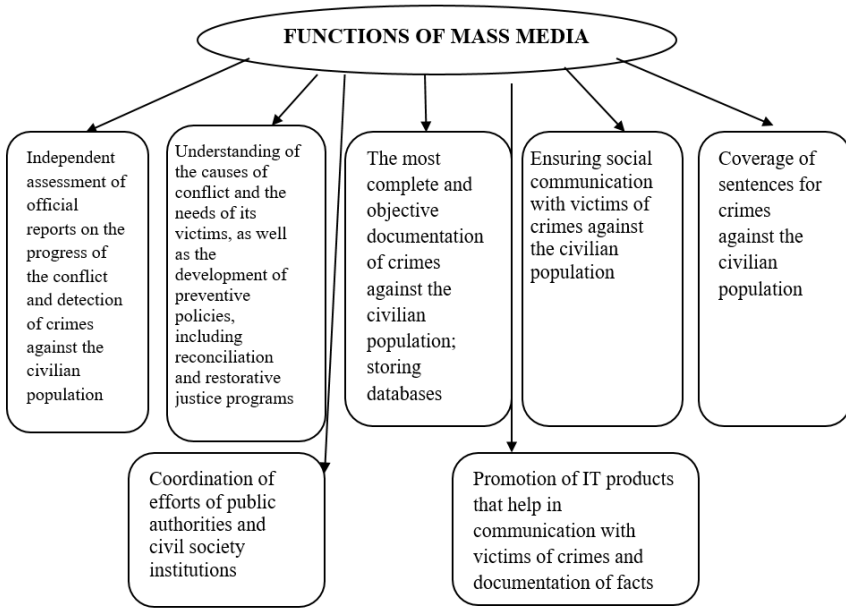 FUNCTIONS OF MASS MEDIA
Independent
assessment of
official
reports on the
progress of
the conflict
and detection
of crimes
against the
civilian
population
Understanding of
the causes of
conflict and the
needs of its
victims, as well
as the
development of
preventive
policies,
including
reconciliation
and restorative
justice programs
The most
complete and
objective
documentation
of crimes
against the
civilian
population;
storing
databases
Ensuring social
communication
with victims of
crimes against
the civilian
population
Coverage of
sentences for
crimes
against the
civilian
population
Coordination of
efforts of public
authorities and
civil society
institutions
Promotion of IT products
that help in
communication with
victims of crimes and
documentation of facts